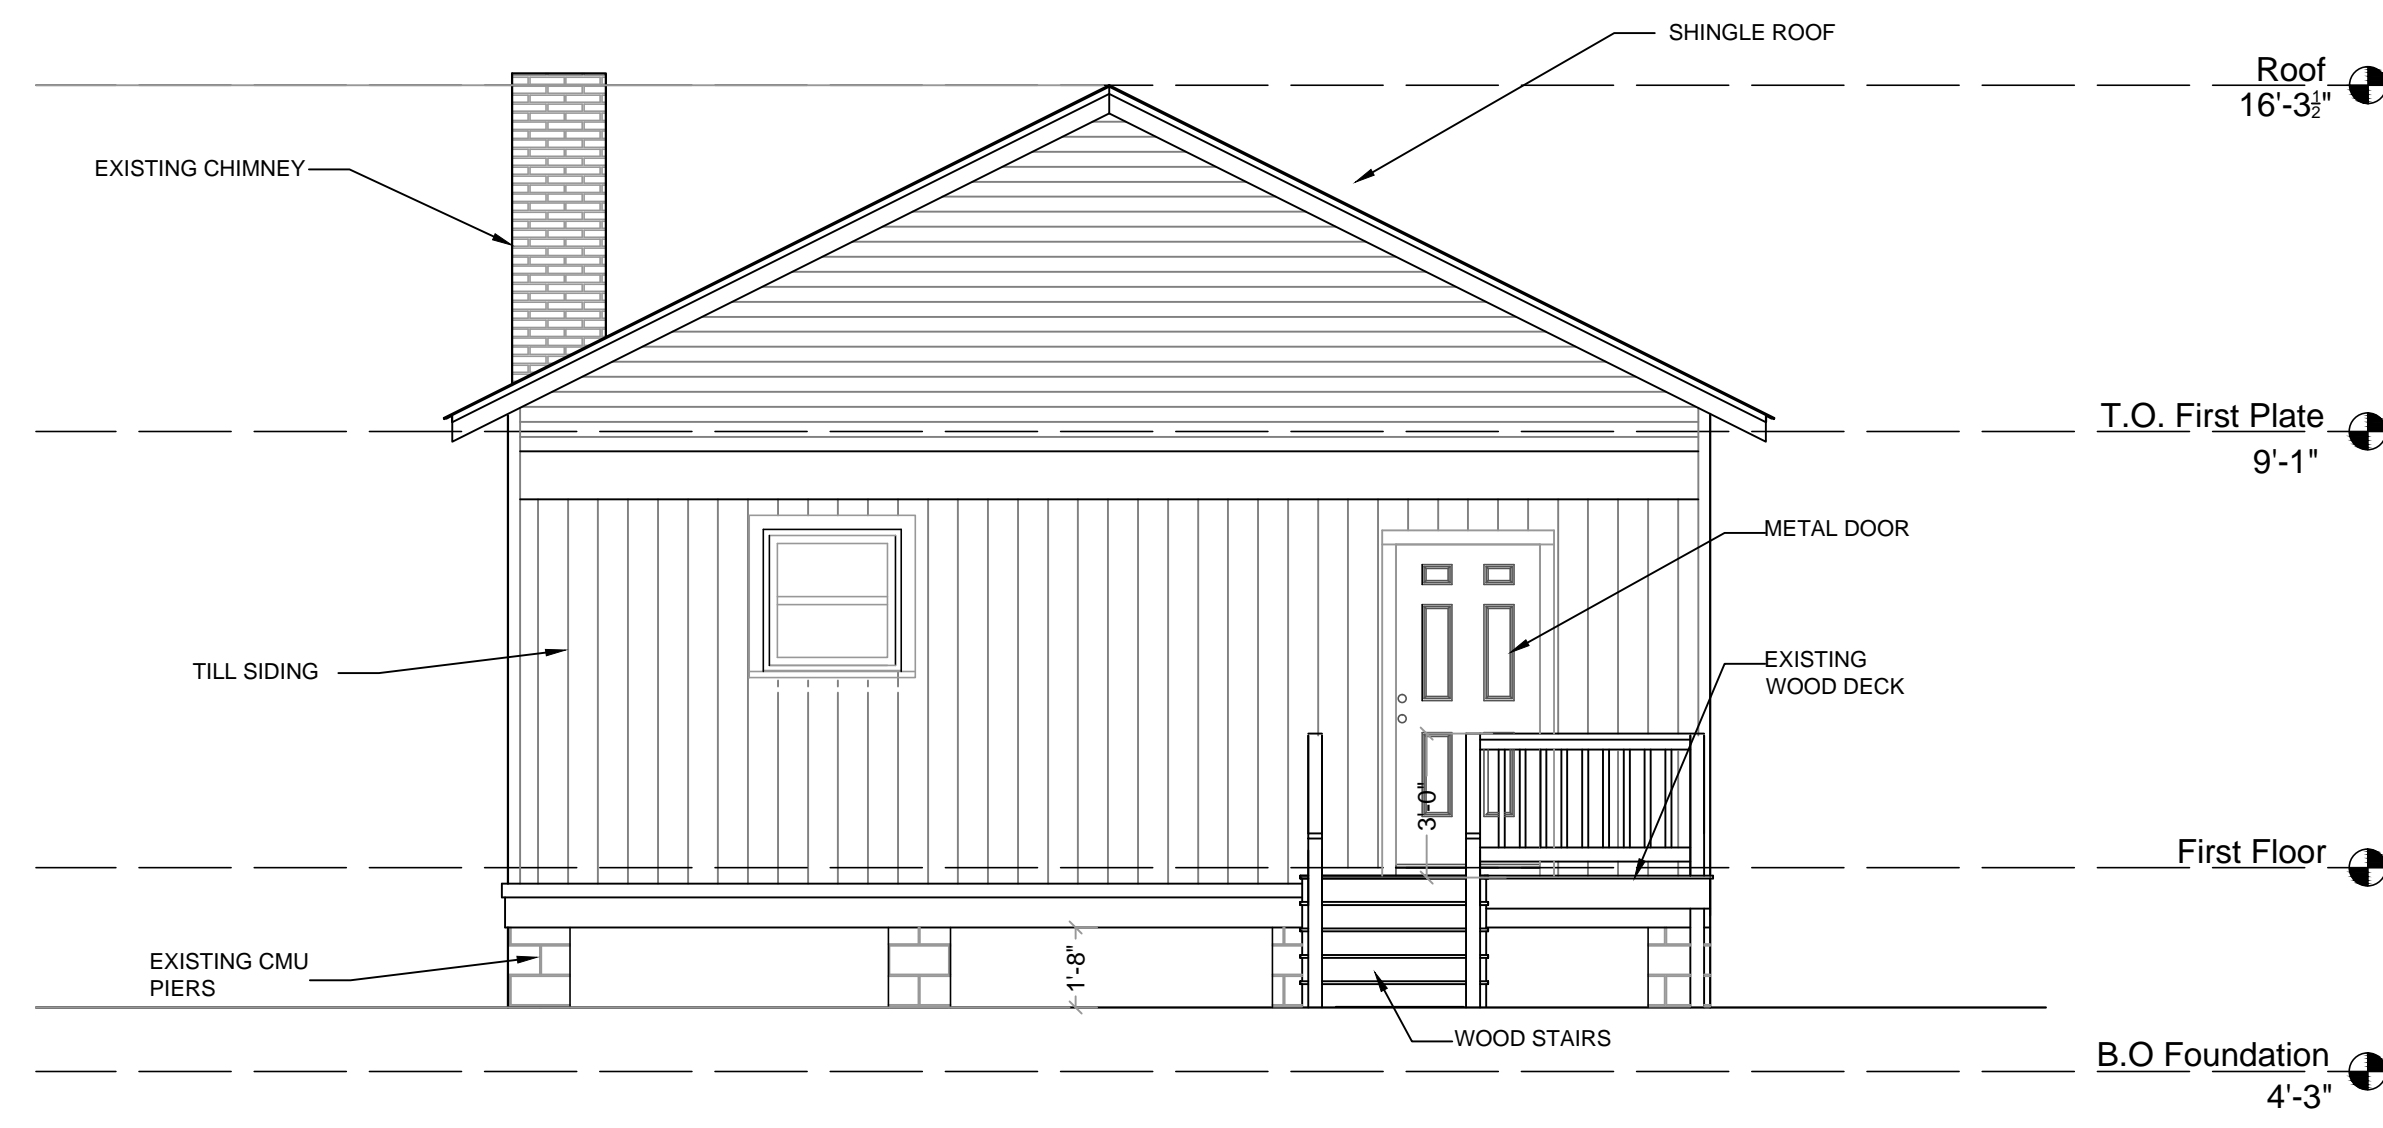 SHINGLE ROOF
Roof
16'-3½"
EXISTING CHIMNEY
T.O. First Plate
9'-1"
METAL DOOR
TILL SIDING
EXISTING
WOOD DECK
3'-0"
First Floor
EXISTING CMU
PIERS
1'-8"
WOOD STAIRS
B.O Foundation
4'-3"